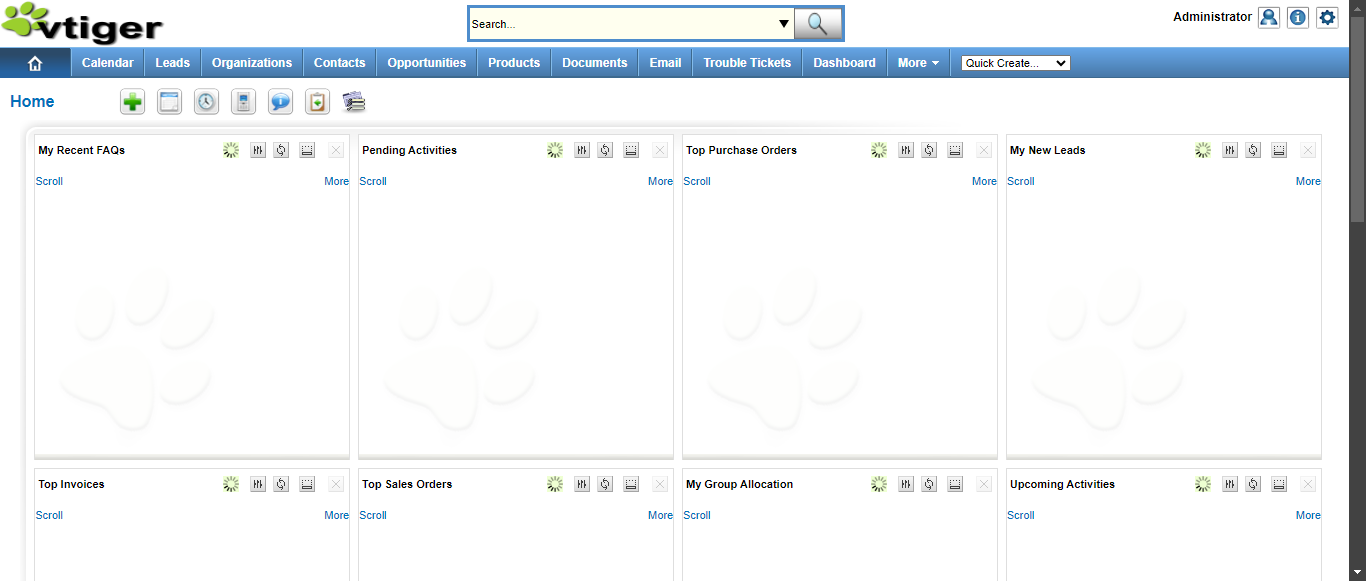 vtiger
Search...
Administrator
Calendar Leads Organizations Contacts Opportunities Products Documents Email Trouble Tickets Dashboard More Quick Create...
Home
My Recent FAQs
Scroll More
Pending Activities
Scroll More
Top Purchase Orders
Scroll More
My New Leads
Scroll More
Top Invoices
Scroll More
Top Sales Orders
Scroll More
My Group Allocation
Scroll
Upcoming Activities
Scroll More